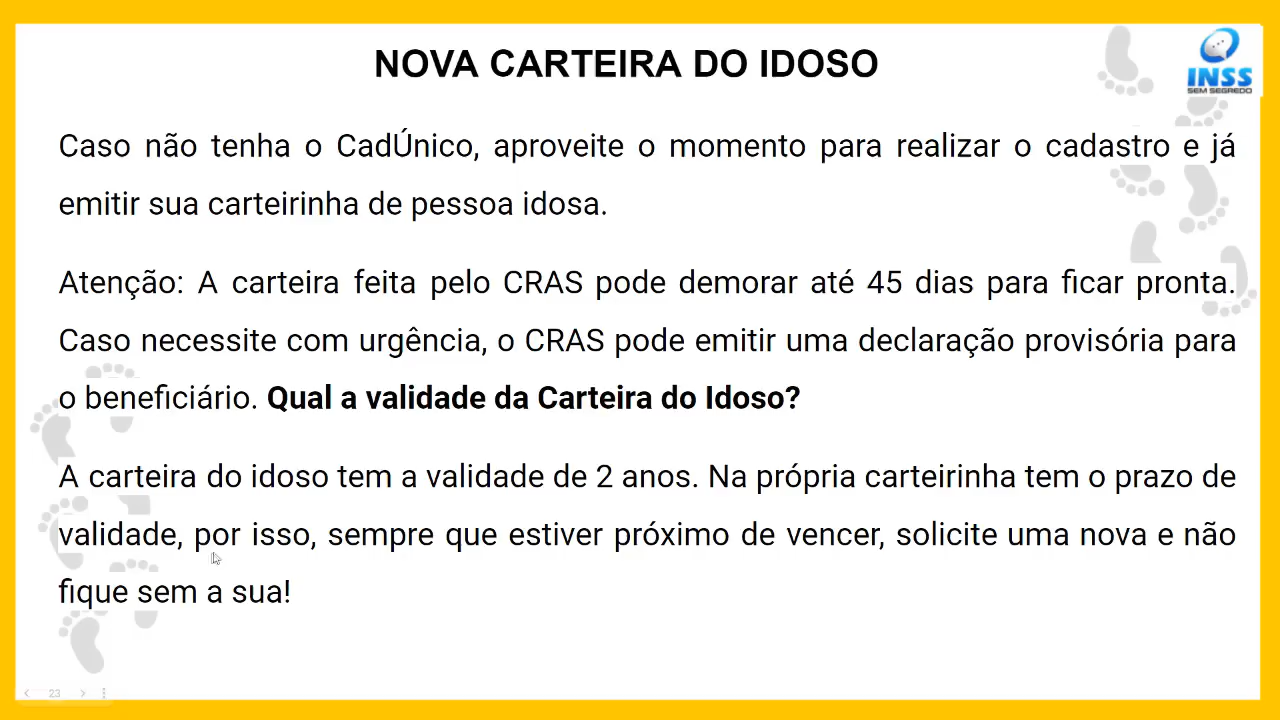 NOVA CARTEIRA DO IDOSO
INSS
SEM SEGREDO
Caso não tenha o CadÚnico, aproveite o momento para realizar o cadastro e já
emitir sua carteirinha de pessoa idosa.
Atenção: A carteira feita pelo CRAS pode demorar até 45 dias para ficar pronta.
Caso necessite com urgência, o CRAS pode emitir uma declaração provisória para
o beneficiário. Qual a validade da Carteira do Idoso?
A carteira do idoso tem a validade de 2 anos. Na própria carteirinha tem o prazo de
validade, por isso, sempre que estiver próximo de vencer, solicite uma nova e não
fique sem a sua!
23